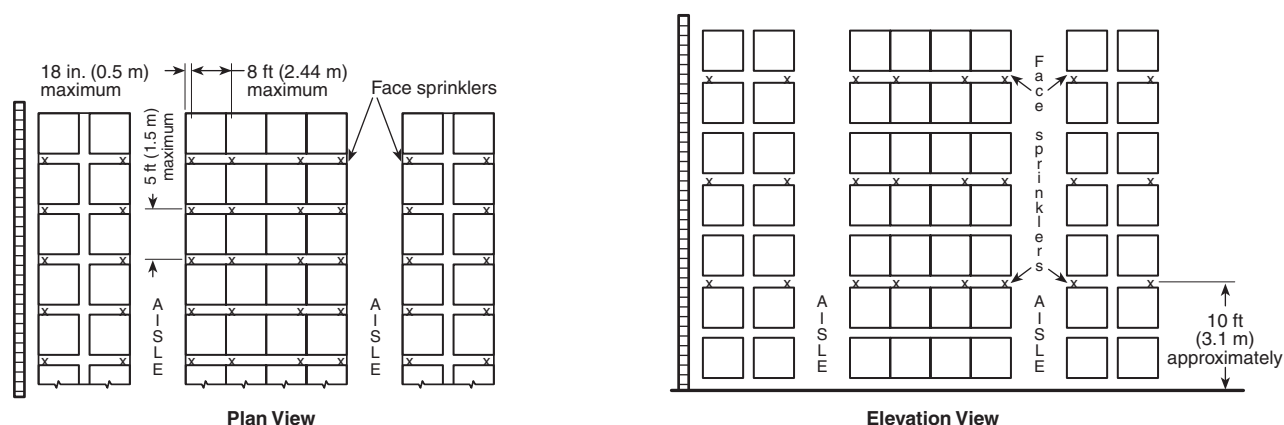 18 in. (0.5 m)
maximum
8 ft (2.44 m)
maximum
Face sprinklers
5 ft (1.5 m)
maximum
x x x x x x x x
x x x x x x x x
x x x x x x x x
x x x x x x x x
x x x x x x x x
AISLE
AISLE
Plan View
Face sprinklers
x x x x x x x x
x x x x x x x x
x x x x x x x x
AISLE
AISLE
10 ft
(3.1 m)
approximately
Elevation View